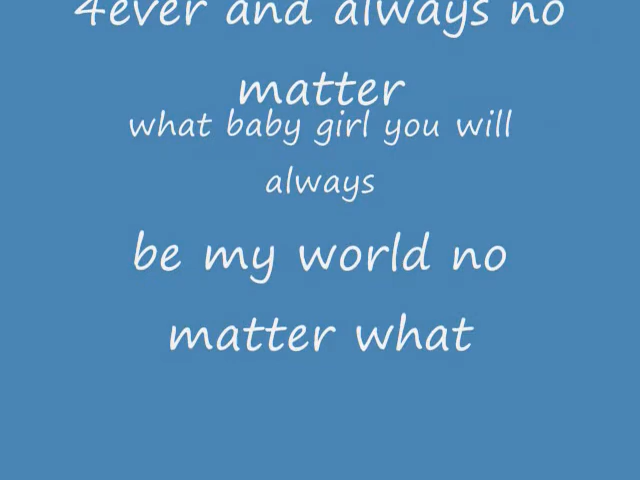 4ever and always no
matter
what baby girl you will
always
be my world no
matter what